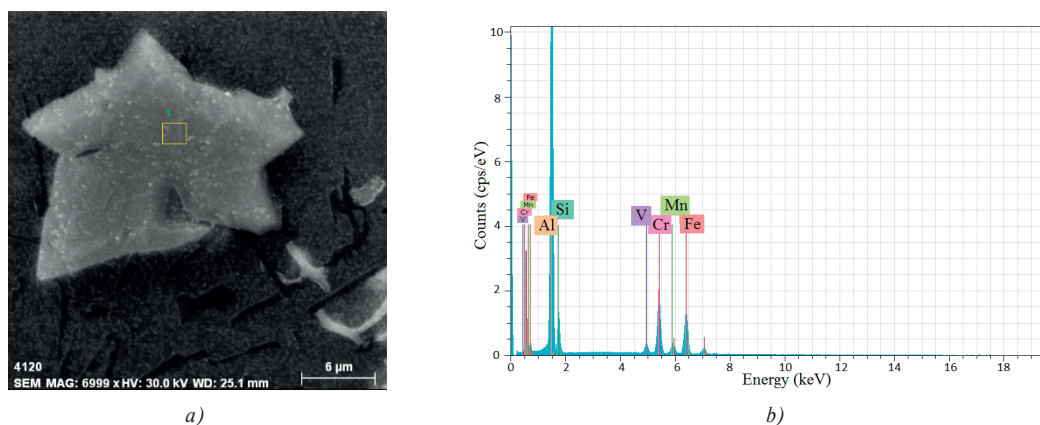 4120
SEM MAG: 6999 x HV: 30.0 kV WD: 25.1 mm
6 µm
a)
Counts (cps/eV)
10
8
6
4
2
0
Fe
Mn
Cr
V
Al
Si
V
Cr
Mn
Fe
0 2 4 6 8 10 12 14 16 18
Energy (keV)
b)